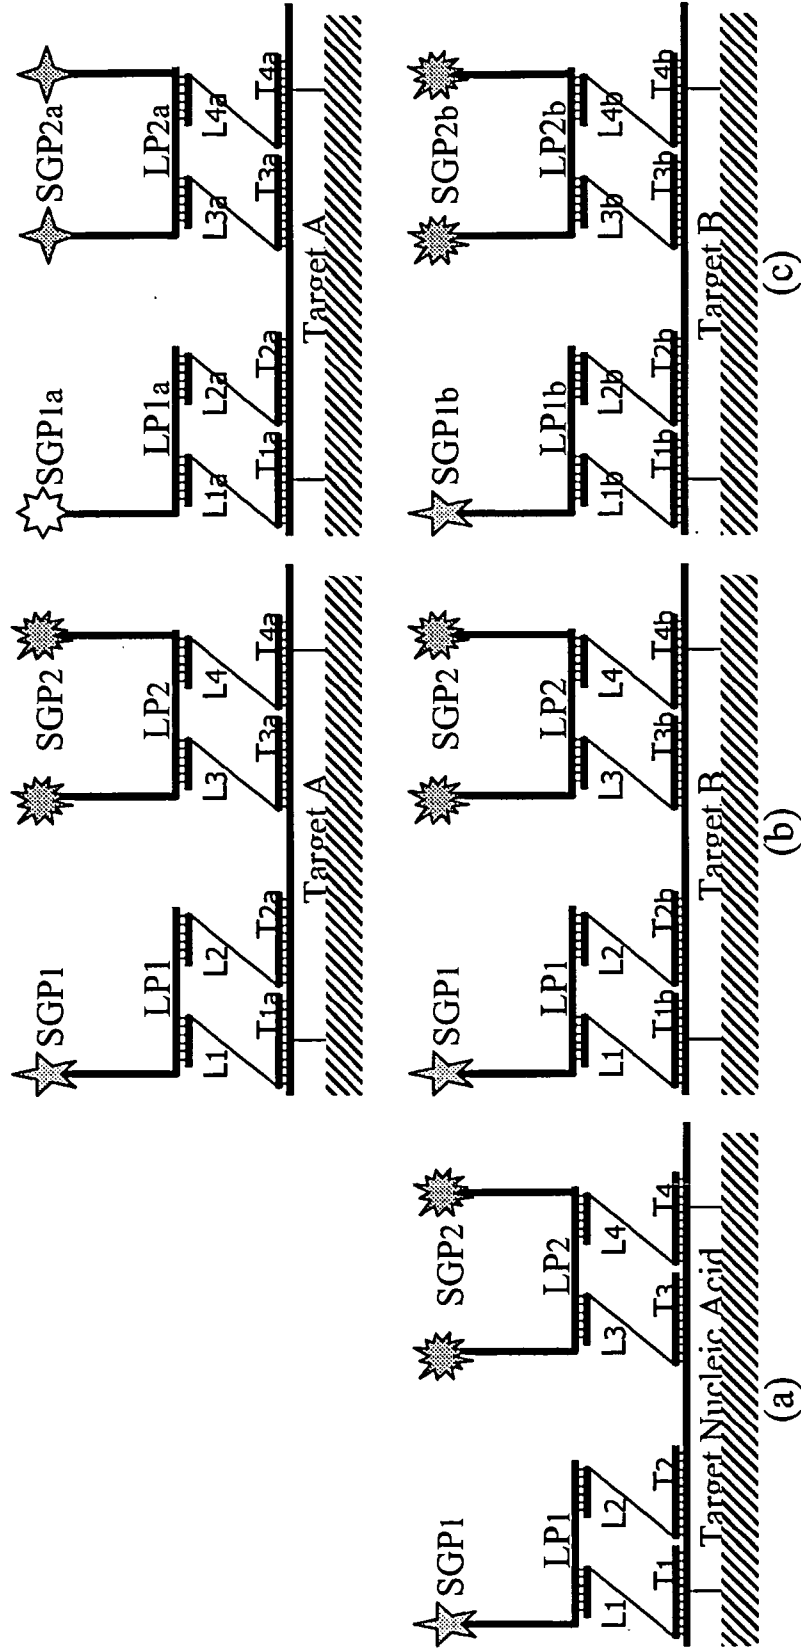 SGP1
SGP2
LP1
LP2
L1
L2
L3
L4
T1
T2
T3
T4
Target Nucleic Acid
(a)
SGP1
SGP2
LP1
LP2
L1
L2
L3
L4
T1a
T2a
T3a
T4a
Target A
SGP1
SGP2
LP1
LP2
L1
L2
L3
L4
T1b
T2b
T3b
T4b
Target B
(b)
SGP1a
SGP2a
LP1a
LP2a
L1a
L2a
L3a
L4a
T1a
T2a
T3a
T4a
Target A
SGP1b
SGP2b
LP1b
LP2b
L1b
L2b
L3b
L4b
T1b
T2b
T3b
T4b
Target B
(c)